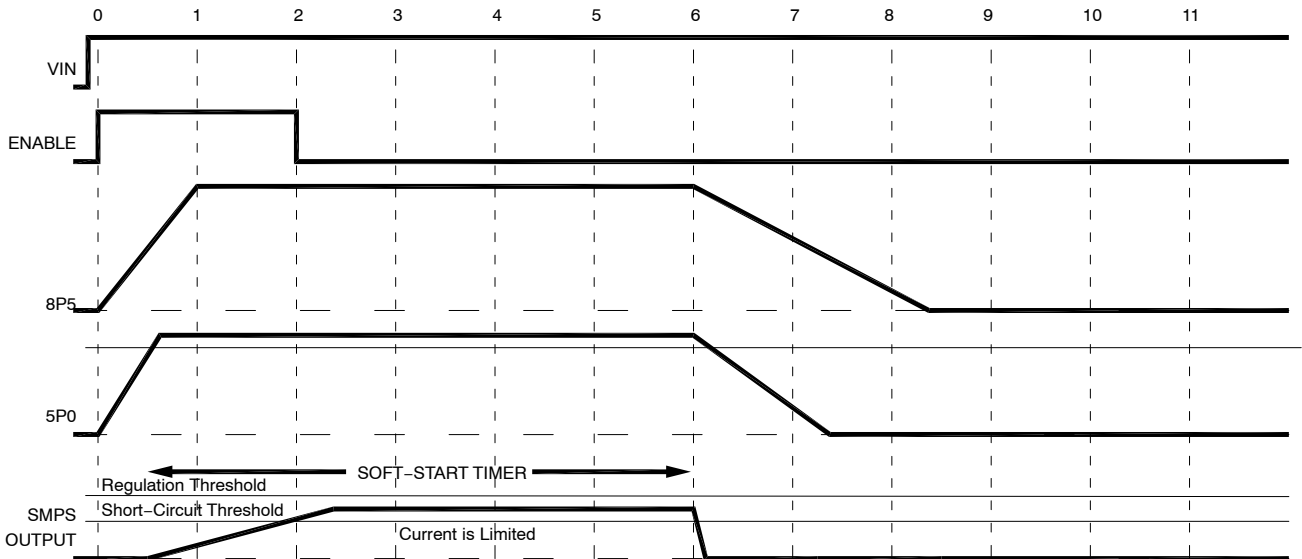 0 1 2 3 4 5 6 7 8 9 10 11
VIN
ENABLE
8P5
5P0
SOFT−START TIMER
Regulation Threshold
Short−Circuit Threshold
SMPS
OUTPUT
Current is Limited